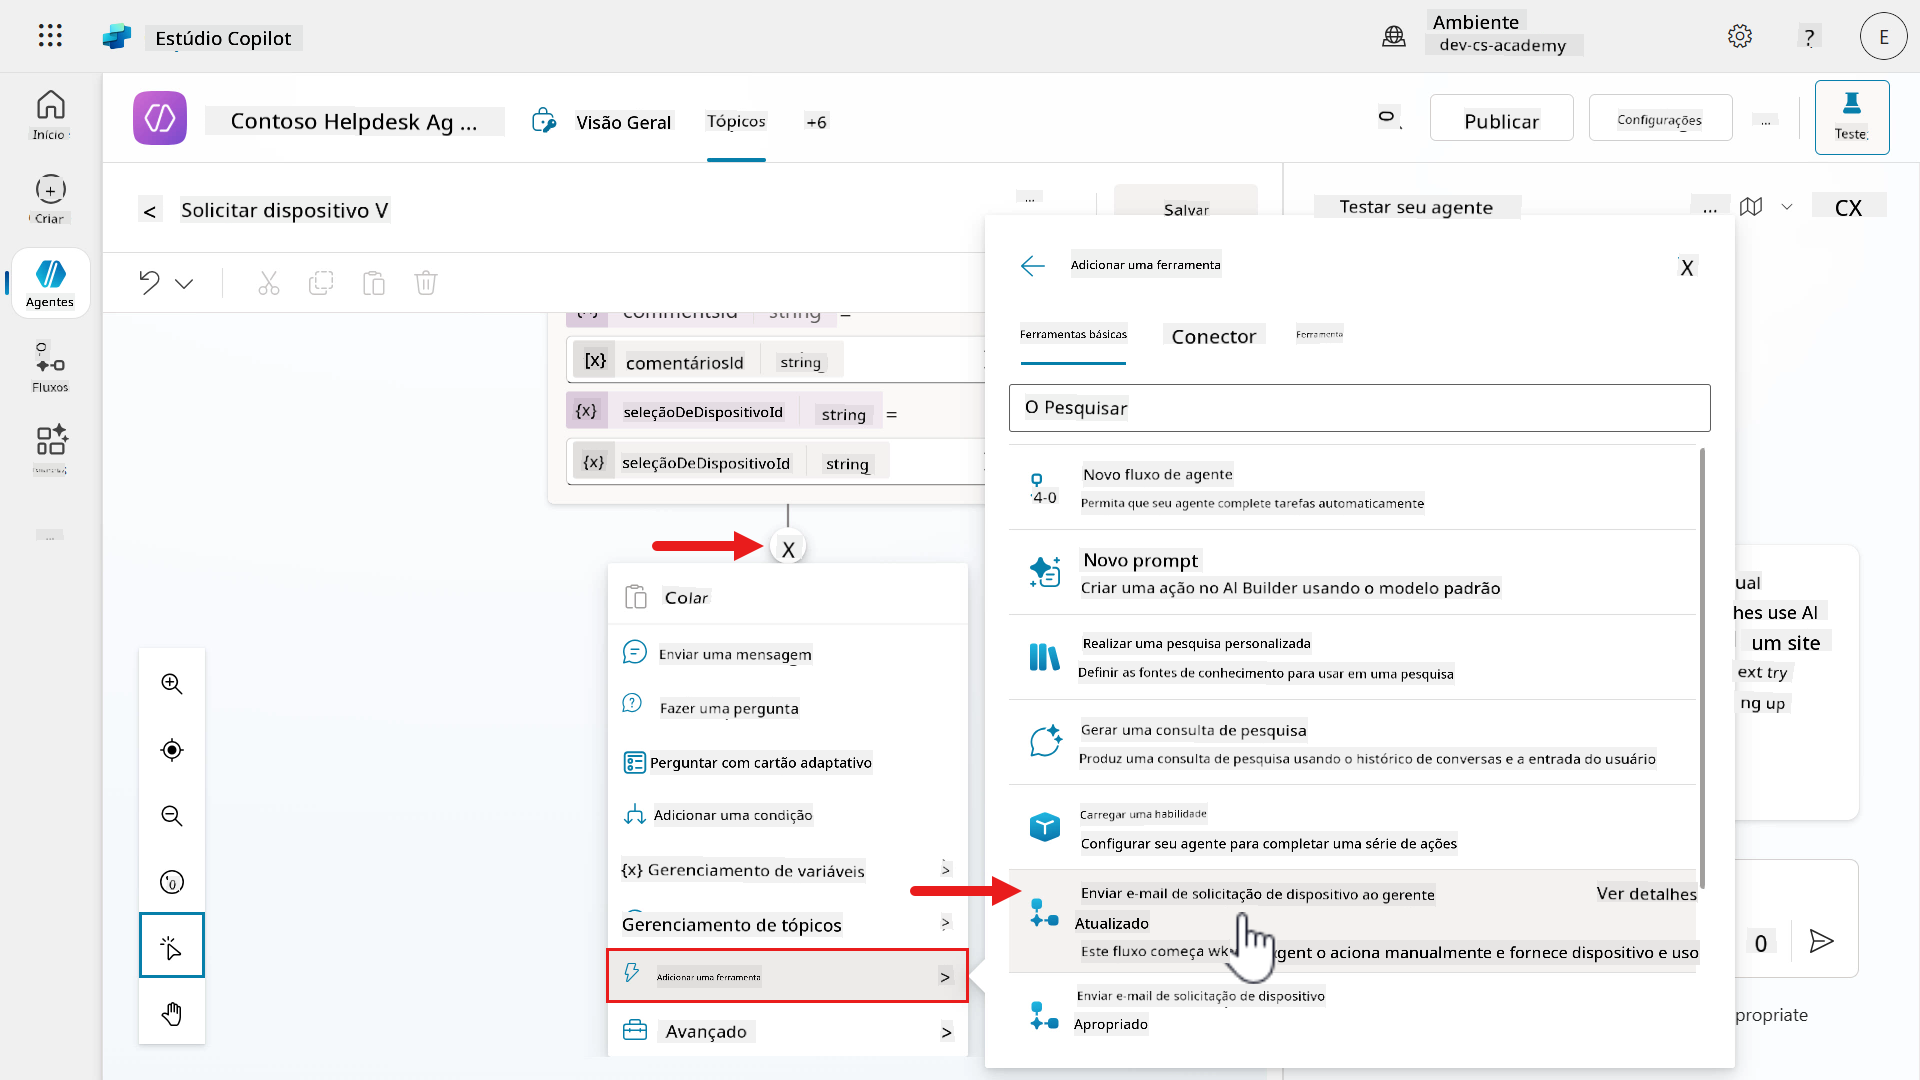 Estúdio Copilot
Ambiente
dev-cs-academy
?
E
Início
Contoso Helpdesk Ag ...
Visão Geral
Tópicos
+6
Publicar
Configurações
...
Teste
Criar
< Solicitar dispositivo V
...
Salvar
Testar seu agente
...
CX
Agentes
Fluxos
...
commentsId string =
[x] comentáriosId string
{x} seleçãoDeDispositivoId string =
{x} seleçãoDeDispositivoId string
X
Colar
Enviar uma mensagem
Fazer uma pergunta
Perguntar com cartão adaptativo
Adicionar uma condição
{x} Gerenciamento de variáveis >
Gerenciamento de tópicos >
Adicionar uma ferramenta >
Avançado >
Adicionar uma ferramenta
X
Ferramentas básicas
Conector
Ferramenta
O Pesquisar
Novo fluxo de agente
4-0
Permita que seu agente complete tarefas automaticamente
Novo prompt
Criar uma ação no AI Builder usando o modelo padrão
Realizar uma pesquisa personalizada
Definir as fontes de conhecimento para usar em uma pesquisa
Gerar uma consulta de pesquisa
Produz uma consulta de pesquisa usando o histórico de conversas e a entrada do usuário
Carregar uma habilidade
Configurar seu agente para completar uma série de ações
Enviar e-mail de solicitação de dispositivo ao gerente
Ver detalhes
Atualizado
Este fluxo começa wk gent o aciona manualmente e fornece dispositivo e uso
Enviar e-mail de solicitação de dispositivo
Apropriado
ual
hes use AI
um site
ext try
ng up
0
propriate